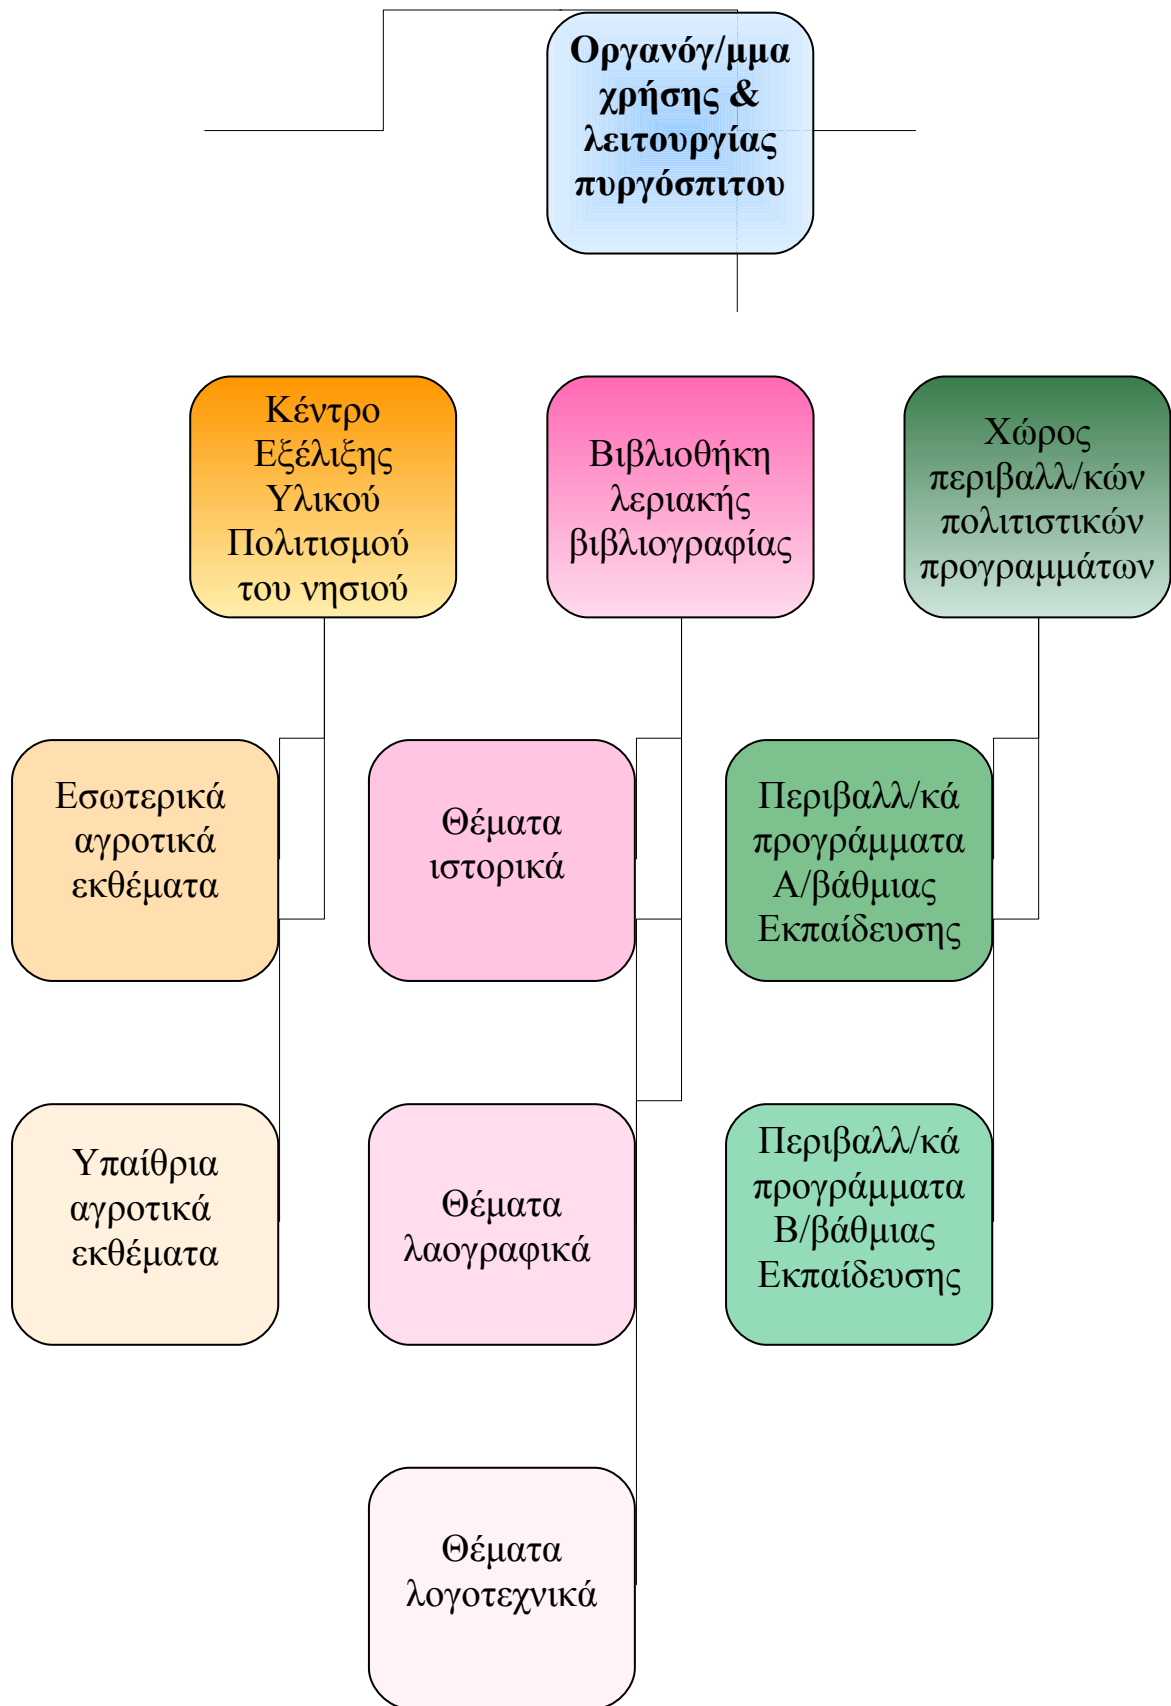 Οργανόγ/μμα
χρήσης &
λειτουργίας
πυργόσπιτου
Κέντρο
Εξέλιξης
Υλικού
Πολιτισμού
του νησιού
Βιβλιοθήκη
λεριακής
βιβλιογραφίας
Χώρος
περιβαλλ/κών
πολιτιστικών
προγραμμάτων
Εσωτερικά
αγροτικά
εκθέματα
Θέματα
ιστορικά
Περιβαλλ/κά
προγράμματα
Α/βάθμιας
Εκπαίδευσης
Υπαίθρια
αγροτικά
εκθέματα
Θέματα
λαογραφικά
Περιβαλλ/κά
προγράμματα
Β/βάθμιας
Εκπαίδευσης
Θέματα
λογοτεχνικά